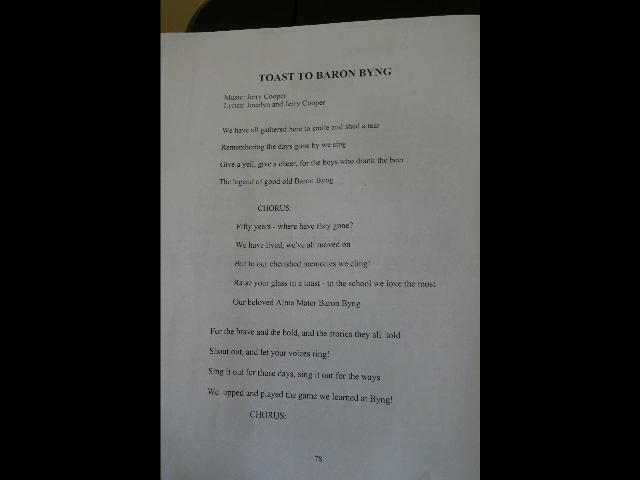 TOAST TO BARON BYNG
Music: Jerry Cooper
Lyrics: Jocelyn and Jerry Cooper
We have all gathered here to smile and shed a tear
Remembering the days gone by we sing
Give a yell, give a cheer, for the boys who drank the beer
The legend of good old Baron Byng
CHORUS:
Fifty years - where have they gone?
We have lived, we've all moved on
But to our cherished memories we cling!
Raise your glass in a toast - to the school we love the most
Our beloved Alma Mater Baron Byng
For the brave and the bold, and the stories they all told
Shout out, and let your voices ring!
Sing it out for those days, sing it out for the ways
We upped and played the game we learned at Byng!
CHORUS:
78